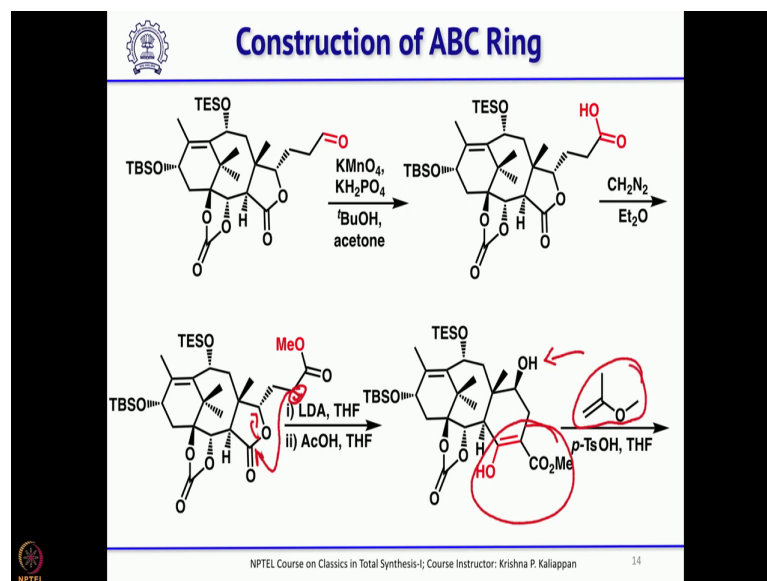 Construction of ABC Ring
TESO
TBSO
O
O
O
O
H
O
O
KMnO4,
KH2PO4
tBuOH,
acetone
TESO
HO
O
TBSO
O
O
O
H
O
O
CH2N2
Et2O
TESO
MeO
O
TBSO
O
O
O
H
O
O
i) LDA, THF
ii) AcOH, THF
TESO
OH
TBSO
O
O
O
H
HO
CO2Me
O
p-TsOH, THF
NPTEL Course on Classics in Total Synthesis-I; Course Instructor: Krishna P. Kaliappan
14
NPTEL